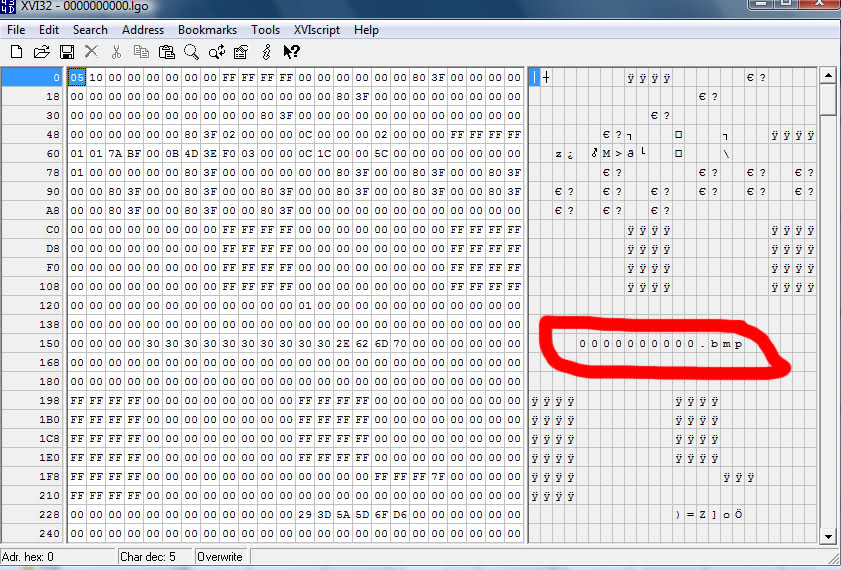 XVI32 - 0000000000.lgo
File Edit Search Address Bookmarks Tools XVIscript Help
0 05 10 00 00 00 00 00 00 FF FF FF FF 00 00 00 00 00 00 80 3F 00 00 00 00 ÿ ÿ ÿ ÿ € ?
18 00 00 00 00 00 00 00 00 00 00 00 00 00 00 80 3F 00 00 00 00 00 00 00 00 € ?
30 00 00 00 00 00 00 00 00 00 00 80 3F 00 00 00 00 00 00 00 00 00 00 00 00 € ?
48 00 00 00 00 00 00 80 3F 02 00 00 00 0C 00 00 00 02 00 00 00 FF FF FF FF € ? ┐ □ ┐ ÿ ÿ ÿ ÿ
60 01 01 7A BF 00 0B 4D 3E F0 03 00 00 0C 1C 00 00 5C 00 00 00 00 00 00 00 z ¿ ♂ M > ð └ □ \
78 01 00 00 00 00 00 80 3F 00 00 00 00 00 00 80 3F 00 00 80 3F 00 00 80 3F € ? € ? € ? € ?
90 00 00 80 3F 00 00 80 3F 00 00 80 3F 00 00 80 3F 00 00 80 3F 00 00 80 3F € ? € ? € ? € ? € ? € ?
A8 00 00 80 3F 00 00 80 3F 00 00 80 3F 00 00 00 00 00 00 00 00 00 00 00 00 € ? € ? € ?
C0 00 00 00 00 00 00 00 00 FF FF FF FF 00 00 00 00 00 00 00 00 FF FF FF FF ÿ ÿ ÿ ÿ ÿ ÿ ÿ ÿ
D8 00 00 00 00 00 00 00 00 FF FF FF FF 00 00 00 00 00 00 00 00 FF FF FF FF ÿ ÿ ÿ ÿ ÿ ÿ ÿ ÿ
F0 00 00 00 00 00 00 00 00 FF FF FF FF 00 00 00 00 00 00 00 00 FF FF FF FF ÿ ÿ ÿ ÿ ÿ ÿ ÿ ÿ
108 00 00 00 00 00 00 00 00 FF FF FF FF 00 00 00 00 00 00 00 00 FF FF FF FF ÿ ÿ ÿ ÿ ÿ ÿ ÿ ÿ
120 00 00 00 00 00 00 00 00 00 00 00 00 01 00 00 00 00 00 00 00 00 00 00 00
138 00 00 00 00 00 00 00 00 00 00 00 00 00 00 00 00 00 00 00 00 00 00 00 00
150 00 00 00 00 30 30 30 30 30 30 30 30 30 30 2E 62 6D 70 00 00 00 00 00 00 0 0 0 0 0 0 0 0 0 0 . b m p
168 00 00 00 00 00 00 00 00 00 00 00 00 00 00 00 00 00 00 00 00 00 00 00 00
180 00 00 00 00 00 00 00 00 00 00 00 00 00 00 00 00 00 00 00 00 00 00 00 00
198 FF FF FF FF 00 00 00 00 00 00 00 00 FF FF FF FF 00 00 00 00 00 00 00 00 ÿ ÿ ÿ ÿ ÿ ÿ ÿ ÿ
1B0 FF FF FF FF 00 00 00 00 00 00 00 00 FF FF FF FF 00 00 00 00 00 00 00 00 ÿ ÿ ÿ ÿ ÿ ÿ ÿ ÿ
1C8 FF FF FF FF 00 00 00 00 00 00 00 00 FF FF FF FF 00 00 00 00 00 00 00 00 ÿ ÿ ÿ ÿ ÿ ÿ ÿ ÿ
1E0 FF FF FF FF 00 00 00 00 00 00 00 00 FF FF FF FF 00 00 00 00 00 00 00 00 ÿ ÿ ÿ ÿ ÿ ÿ ÿ ÿ
1F8 FF FF FF FF 00 00 00 00 00 00 00 00 00 00 00 00 FF FF FF 7F 00 00 00 00 ÿ ÿ ÿ ÿ ÿ ÿ ÿ
210 FF FF FF FF 00 00 00 00 00 00 00 00 00 00 00 00 00 00 00 00 00 00 00 00 ÿ ÿ ÿ ÿ
228 00 00 00 00 00 00 00 00 00 00 00 00 29 3D 5A 5D 6F D6 00 00 00 00 00 00 ) = Z ] o Ö
240 00 00 00 00 00 00 00 00 00 00 00 00 00 00 00 00 00 00 00 00 00 00 00 00
Adr. hex: 0 Char dec: 5 Overwrite